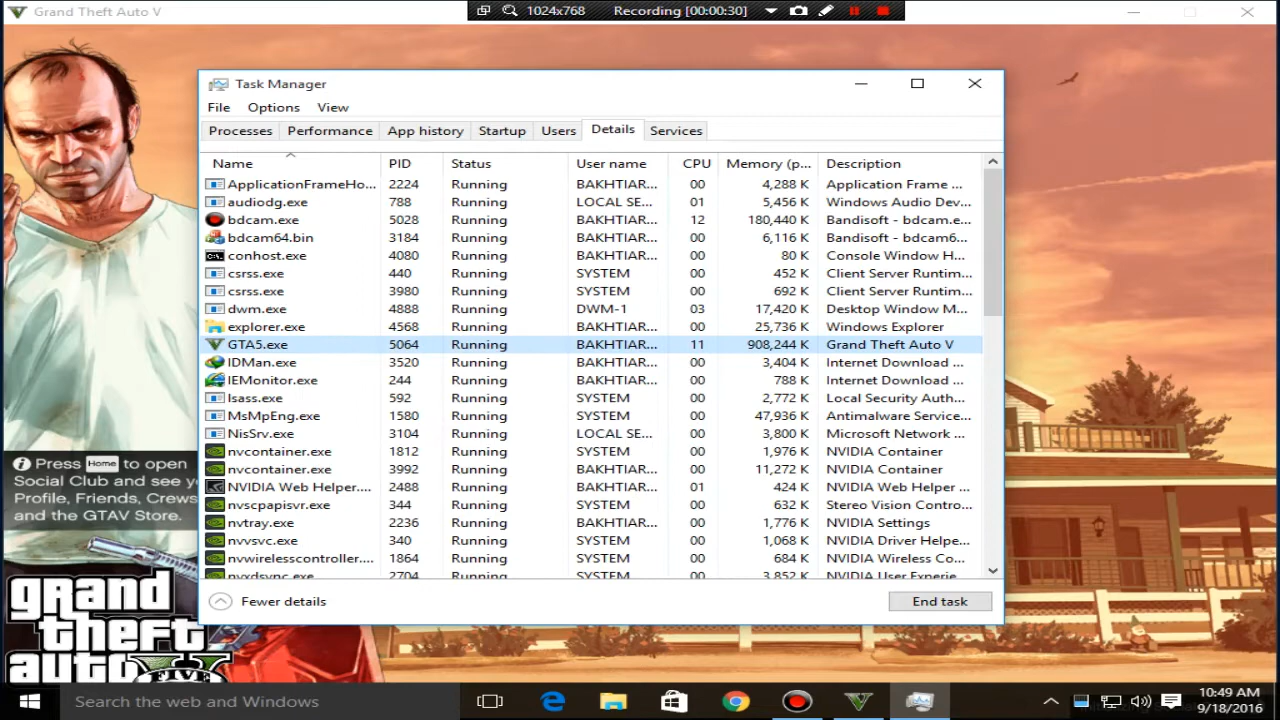 Grand Theft Auto V
1024x768 Recording [00:00:30]
Task Manager
File Options View
Processes Performance App history Startup Users Details Services
Name PID Status User name CPU Memory (p... Description
ApplicationFrameHo... 2224 Running BAKHTIAR... 00 4,288 K Application Frame ...
audiodg.exe 788 Running LOCAL SE... 01 5,456 K Windows Audio Dev...
bdcam.exe 5028 Running BAKHTIAR... 12 180,440 K Bandisoft - bdcam.e...
bdcam64.bin 3184 Running BAKHTIAR... 00 6,116 K Bandisoft - bdcam6...
conhost.exe 4080 Running BAKHTIAR... 00 80 K Console Window H...
csrss.exe 440 Running SYSTEM 00 452 K Client Server Runtim...
csrss.exe 3980 Running SYSTEM 00 692 K Client Server Runtim...
dwm.exe 4888 Running DWM-1 03 17,420 K Desktop Window M...
explorer.exe 4568 Running BAKHTIAR... 00 25,736 K Windows Explorer
GTA5.exe 5064 Running BAKHTIAR... 11 908,244 K Grand Theft Auto V
IDMan.exe 3520 Running BAKHTIAR... 00 3,404 K Internet Download ...
IEMonitor.exe 244 Running BAKHTIAR... 00 788 K Internet Download ...
lsass.exe 592 Running SYSTEM 00 2,772 K Local Security Auth...
MsMpEng.exe 1580 Running SYSTEM 00 47,936 K Antimalware Service...
NisSrv.exe 3104 Running LOCAL SE... 00 3,800 K Microsoft Network ...
nvcontainer.exe 1812 Running SYSTEM 00 1,976 K NVIDIA Container
nvcontainer.exe 3992 Running BAKHTIAR... 00 11,272 K NVIDIA Container
NVIDIA Web Helper.... 2488 Running BAKHTIAR... 01 424 K NVIDIA Web Helper ...
nvscpapisvr.exe 344 Running SYSTEM 00 632 K Stereo Vision Contro...
nvtray.exe 2236 Running BAKHTIAR... 00 1,776 K NVIDIA Settings
nvvsvc.exe 340 Running SYSTEM 00 1,068 K NVIDIA Driver Helpe...
nvwirelesscontroller.... 1864 Running SYSTEM 00 684 K NVIDIA Wireless Co...
nvxdsync.exe 2704 Running SYSTEM 00 3,852 K NVIDIA User Experie...
Fewer details End task
Press Home to open
Social Club and see y
Profile, Friends, Crews
and the GTAV Store.
grand
theft
auto V
FIVE
Search the web and Windows
10:49 AM
9/18/2016